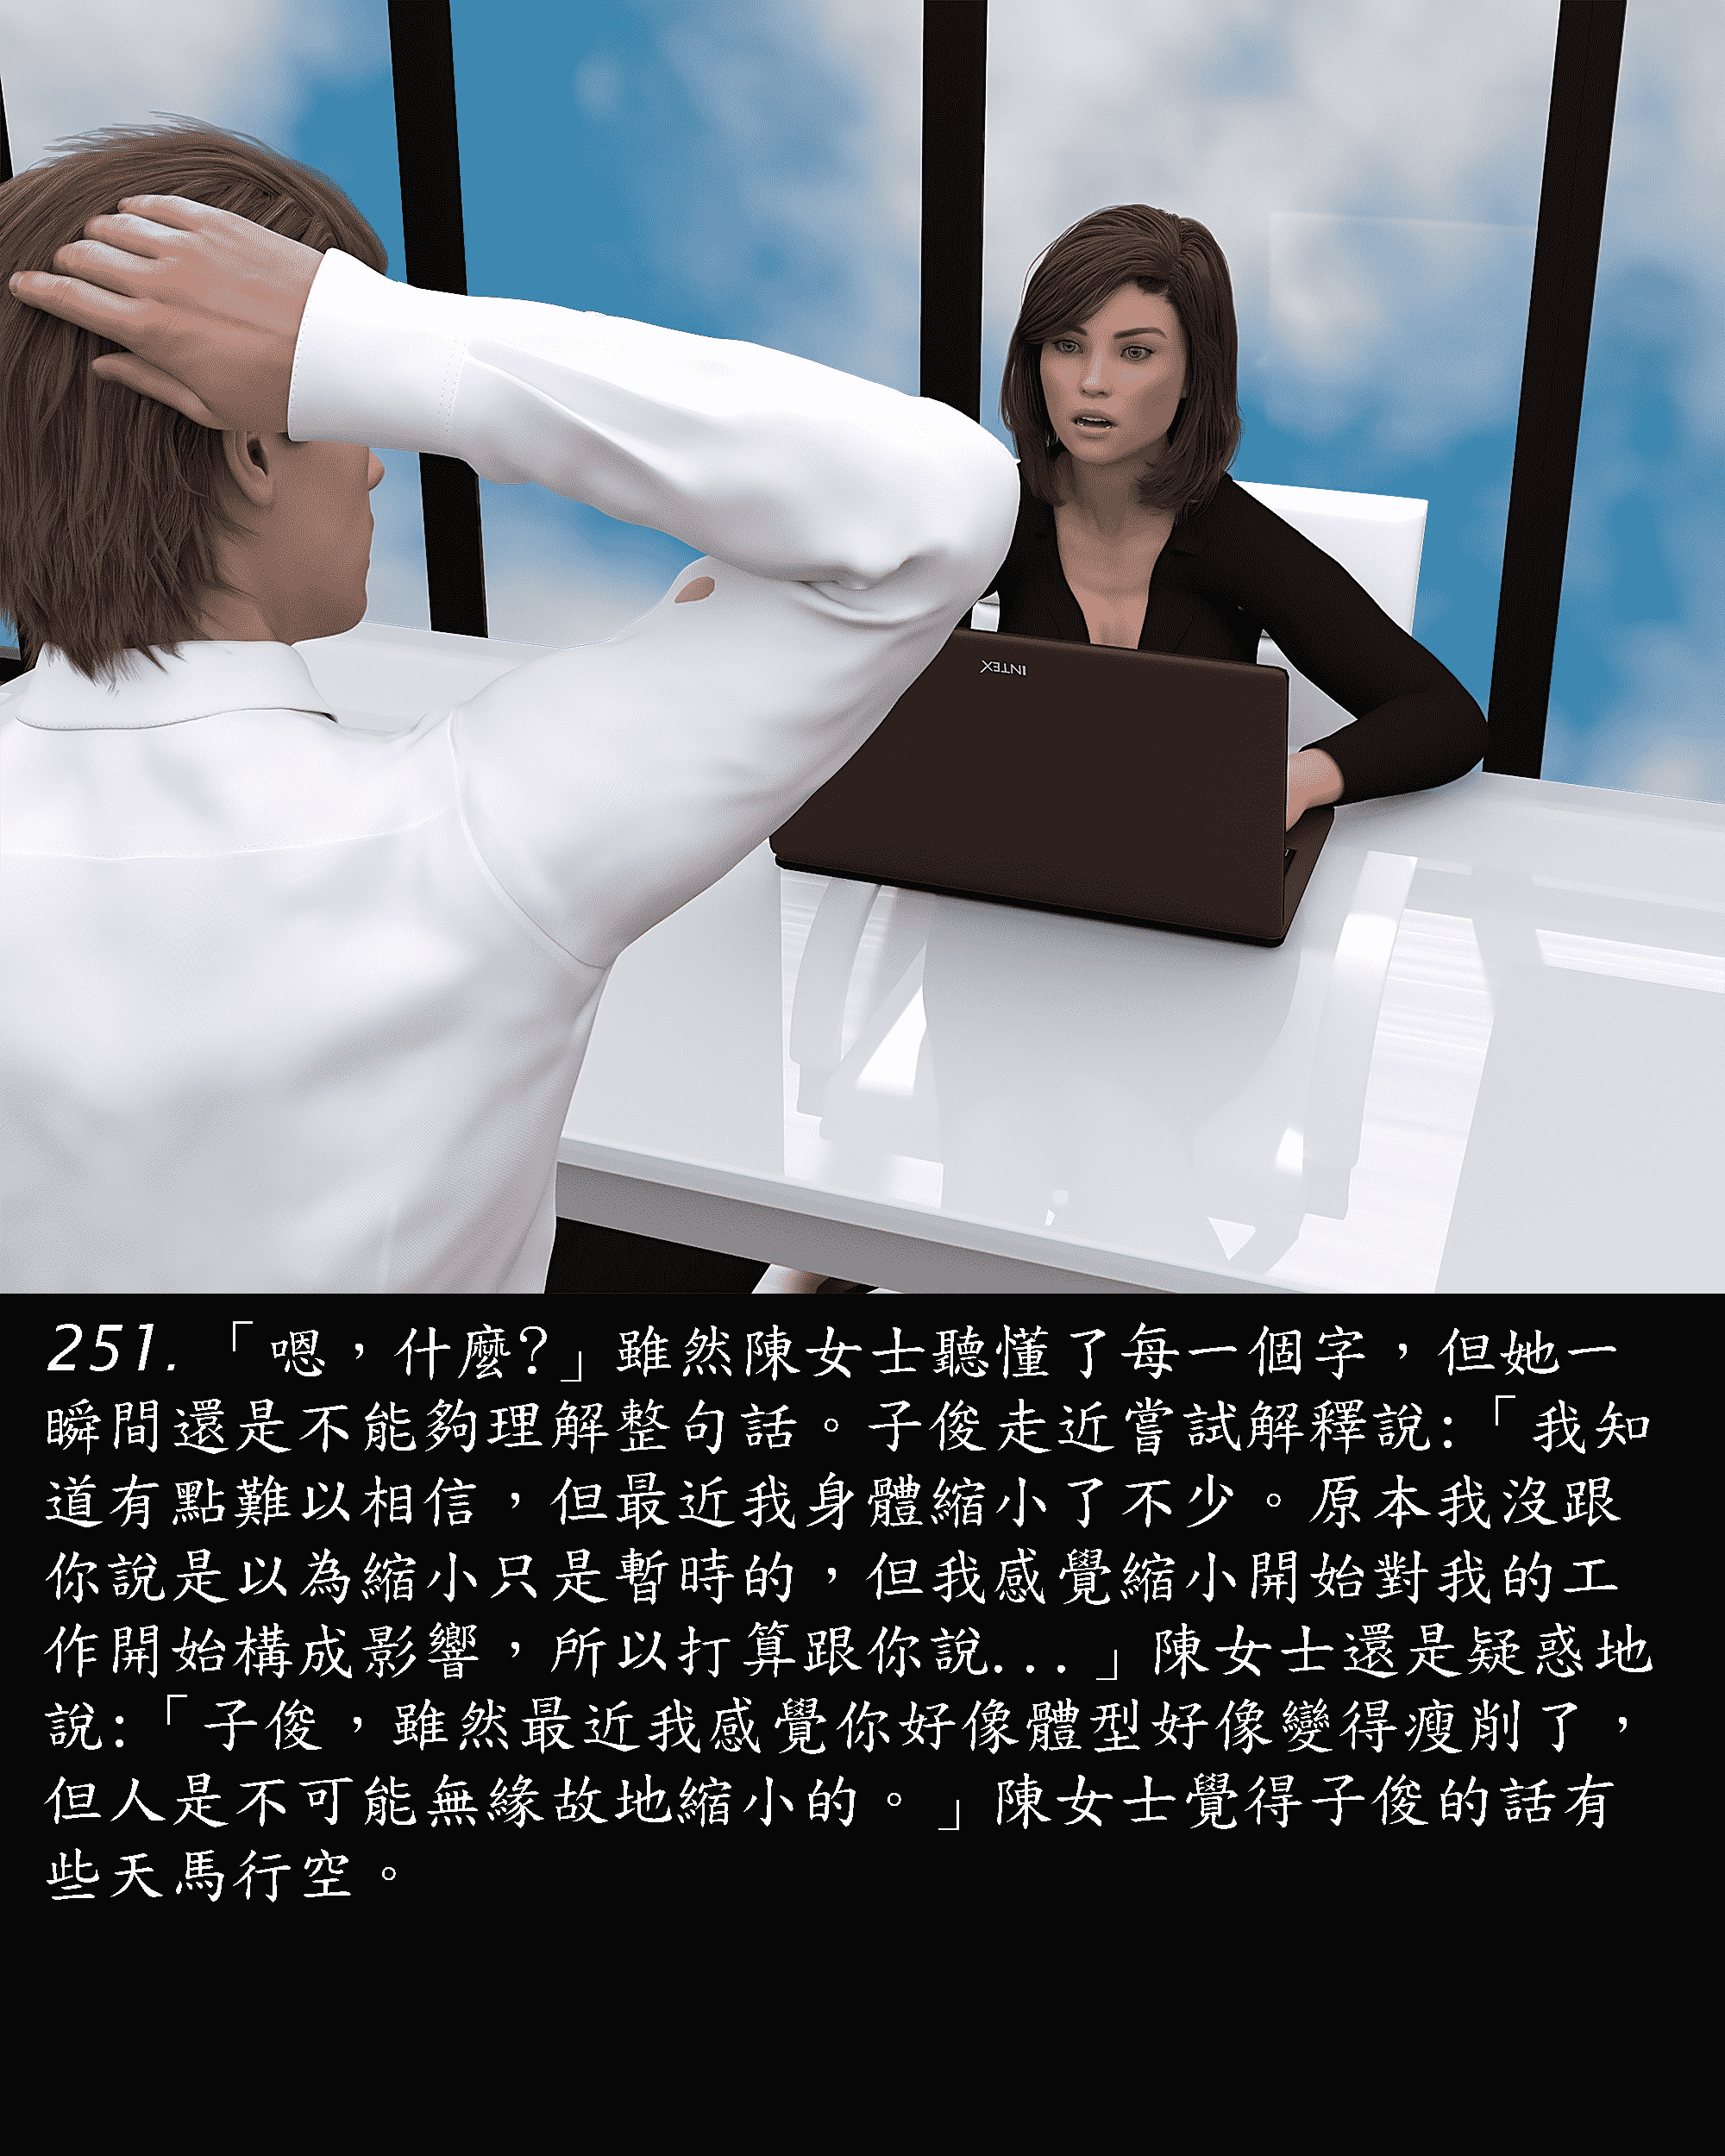 INTEX
251.「嗯，什麼?」雖然陳女士聽懂了每一個字，但她一
瞬間還是不能夠理解整句話。子俊走近嘗試解釋說:「我知
道有點難以相信，但最近我身體縮小了不少。原本我沒跟
你說是以為縮小只是暫時的，但我感覺縮小開始對我的工
作開始構成影響，所以打算跟你說...」陳女士還是疑惑地
說:「子俊，雖然最近我感覺你好像體型好像變得瘦削了，
但人是不可能無緣故地縮小的。」陳女士覺得子俊的話有
些天馬行空。